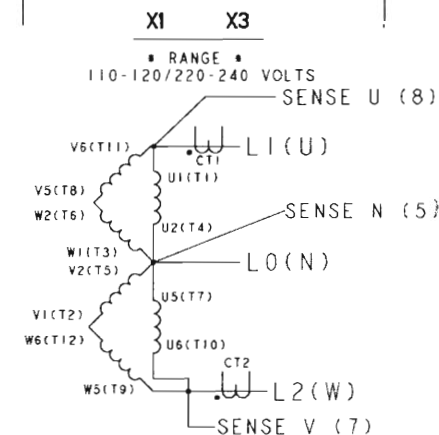 X1 X3
* RANGE *
110-120/220-240 VOLTS
SENSE U (8)
V6(T11)
L1(U)
CT1
U1(T1)
V5(T8)
W2(T6)
SENSE N (5)
U2(T4)
W1(T3)
V2(T5)
L0(N)
U5(T7)
V1(T2)
W6(T12)
U6(T10)
CT2
W5(T9)
L2(W)
SENSE V (7)